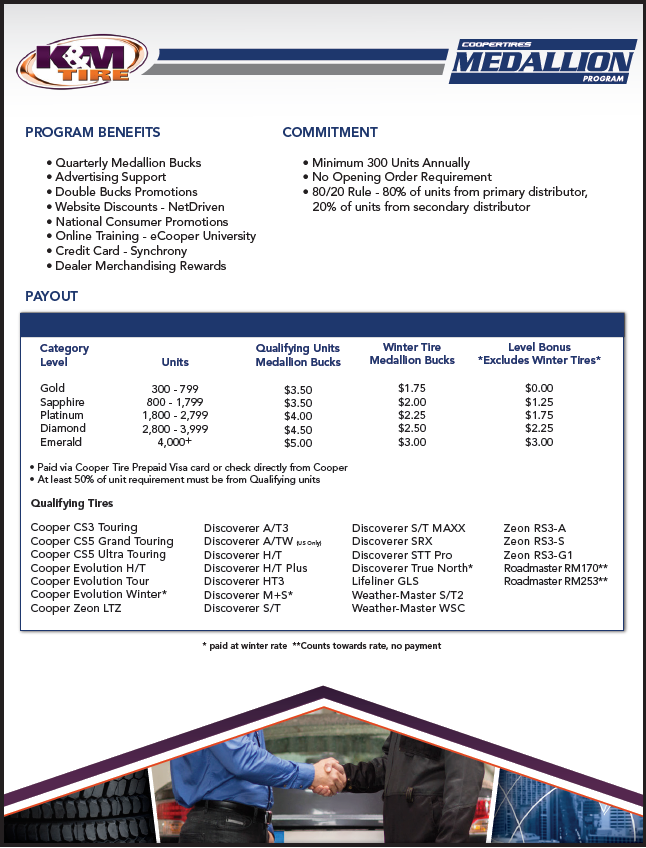 K&M
TIRE
COOPERTIRES
MEDALLION
PROGRAM
PROGRAM BENEFITS
• Quarterly Medallion Bucks
• Advertising Support
• Double Bucks Promotions
• Website Discounts - NetDriven
• National Consumer Promotions
• Online Training - eCooper University
• Credit Card - Synchrony
• Dealer Merchandising Rewards
COMMITMENT
• Minimum 300 Units Annually
• No Opening Order Requirement
• 80/20 Rule - 80% of units from primary distributor,
20% of units from secondary distributor
PAYOUT
Category Level Units Qualifying Units Medallion Bucks Winter Tire Medallion Bucks Level Bonus *Excludes Winter Tires*
Gold 300 - 799 $3.50 $1.75 $0.00
Sapphire 800 - 1,799 $3.50 $2.00 $1.25
Platinum 1,800 - 2,799 $4.00 $2.25 $1.75
Diamond 2,800 - 3,999 $4.50 $2.50 $2.25
Emerald 4,000+ $5.00 $3.00 $3.00
• Paid via Cooper Tire Prepaid Visa card or check directly from Cooper
• At least 50% of unit requirement must be from Qualifying units
Qualifying Tires
Cooper CS3 Touring
Cooper CS5 Grand Touring
Cooper CS5 Ultra Touring
Cooper Evolution H/T
Cooper Evolution Tour
Cooper Evolution Winter*
Cooper Zeon LTZ
Discoverer A/T3
Discoverer A/TW (US Only)
Discoverer H/T
Discoverer H/T Plus
Discoverer HT3
Discoverer M+S*
Discoverer S/T
Discoverer S/T MAXX
Discoverer SRX
Discoverer STT Pro
Discoverer True North*
Lifeliner GLS
Weather-Master S/T2
Weather-Master WSC
Zeon RS3-A
Zeon RS3-S
Zeon RS3-G1
Roadmaster RM170**
Roadmaster RM253**
* paid at winter rate **Counts towards rate, no payment